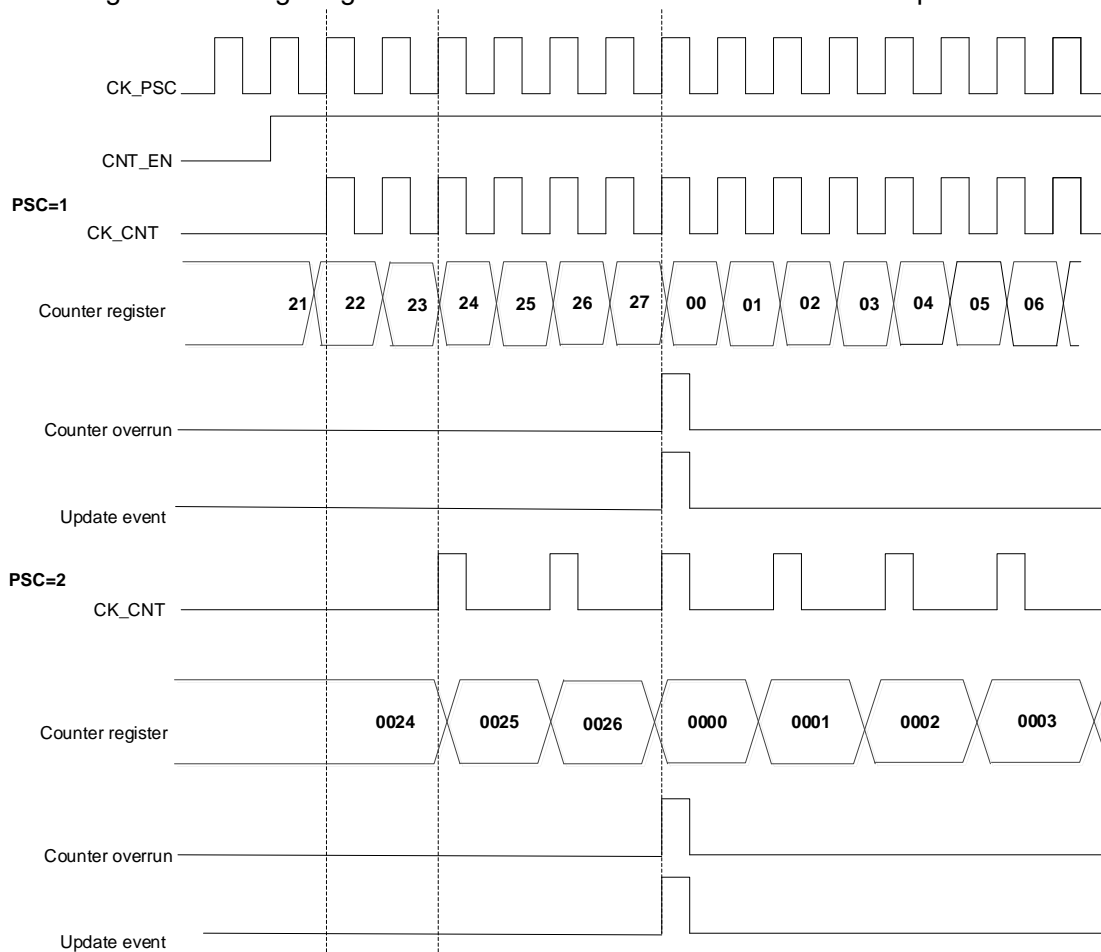 CK_PSC
CNT_EN
PSC=1
CK_CNT
Counter register 21 22 23 24 25 26 27 00 01 02 03 04 05 06
Counter overrun
Update event
PSC=2
CK_CNT
Counter register 0024 0025 0026 0000 0001 0002 0003
Counter overrun
Update event